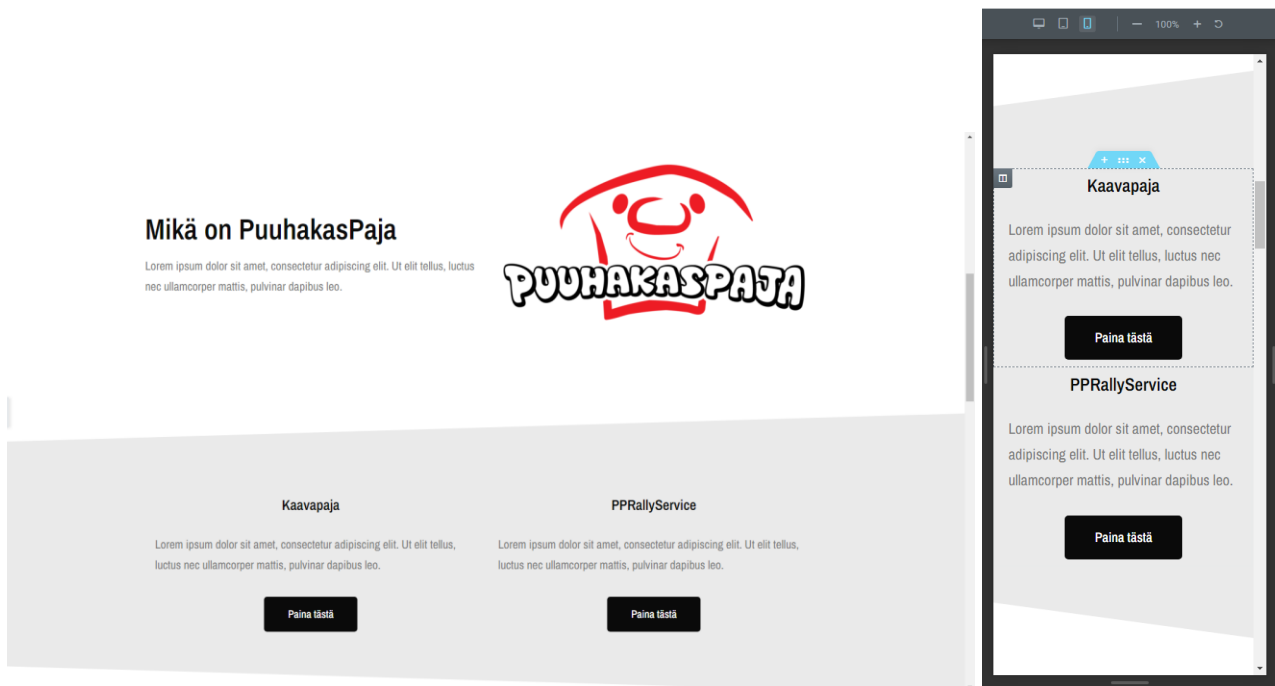 Mikä on PuuhakasPaja
Lorem ipsum dolor sit amet, consectetur adipiscing elit. Ut elit tellus, luctus
nec ullamcorper mattis, pulvinar dapibus leo.
PUUHAKASPAJA
Kaavapaja
Lorem ipsum dolor sit amet, consectetur adipiscing elit. Ut elit tellus,
luctus nec ullamcorper mattis, pulvinar dapibus leo.
Paina tästä
PPRallyService
Lorem ipsum dolor sit amet, consectetur adipiscing elit. Ut elit tellus,
luctus nec ullamcorper mattis, pulvinar dapibus leo.
Paina tästä
100%
Kaavapaja
Lorem ipsum dolor sit amet, consectetur
adipiscing elit. Ut elit tellus, luctus nec
ullamcorper mattis, pulvinar dapibus leo.
Paina tästä
PPRallyService
Lorem ipsum dolor sit amet, consectetur
adipiscing elit. Ut elit tellus, luctus nec
ullamcorper mattis, pulvinar dapibus leo.
Paina tästä